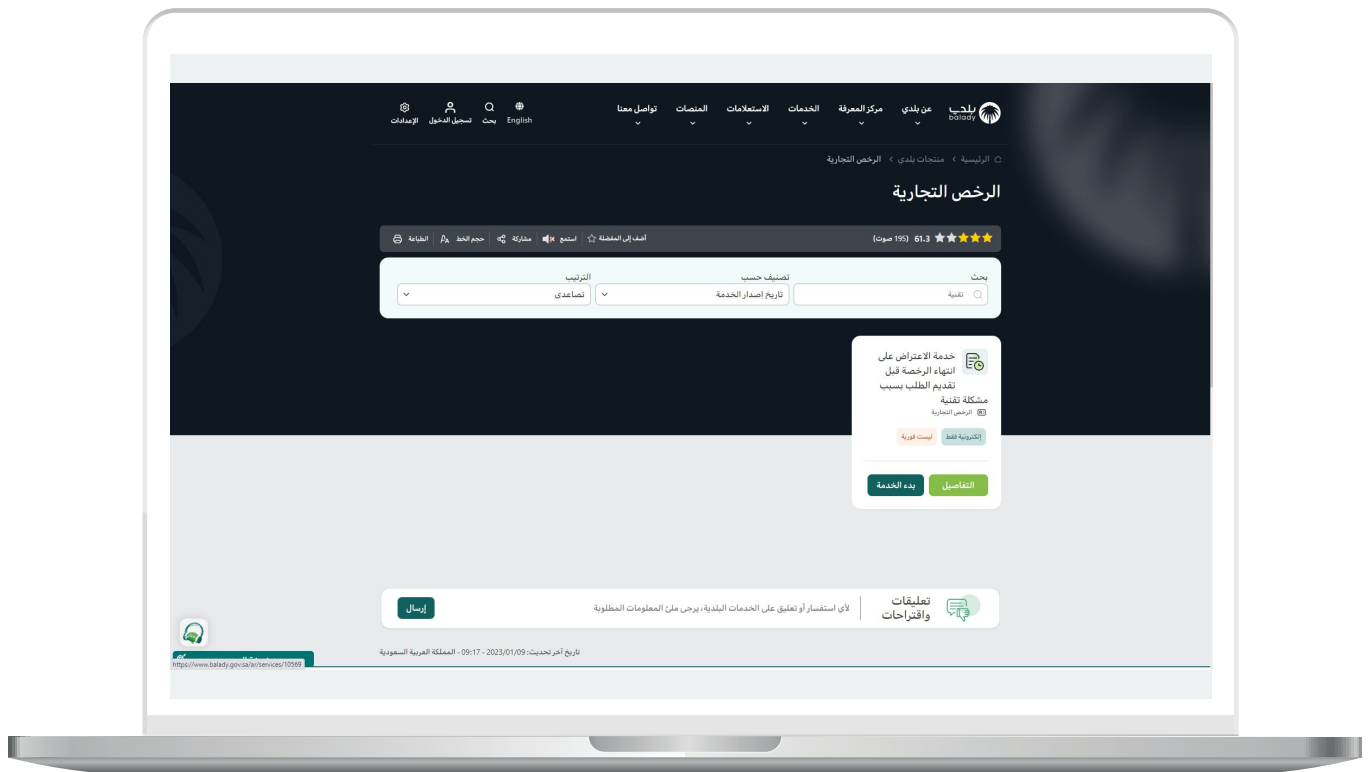 بلدي
balady
عن بلدي
مركز المعرفة
الخدمات
الاستعلامات
المنصات
تواصل معنا
English
بحث
تسجيل الدخول
الإعدادات
الرئيسية > منتجات بلدي > الرخص التجارية
الرخص التجارية
61.3 (195 صوت)
أضف إلى المفضلة
استمع
مشاركة
حجم الخط
الطباعة
بحث
تصنيف حسب
الترتيب
تقنية
تاريخ إصدار الخدمة
تصاعدي
خدمة الاعتراض على
انتهاء الرخصة قبل
تقديم الطلب بسبب
مشكلة تقنية
الرخص التجارية
إلكترونية فقط
ليست فورية
التفاصيل
بدء الخدمة
تعليقات
واقتراحات
لأي استفسار أو تعليق على الخدمات البلدية، يرجى ملئ المعلومات المطلوبة
إرسال
تاريخ آخر تحديث: 2023/01/09 - 09:17 - المملكة العربية السعودية
https://www.balady.gov.sa/ar/services/10569